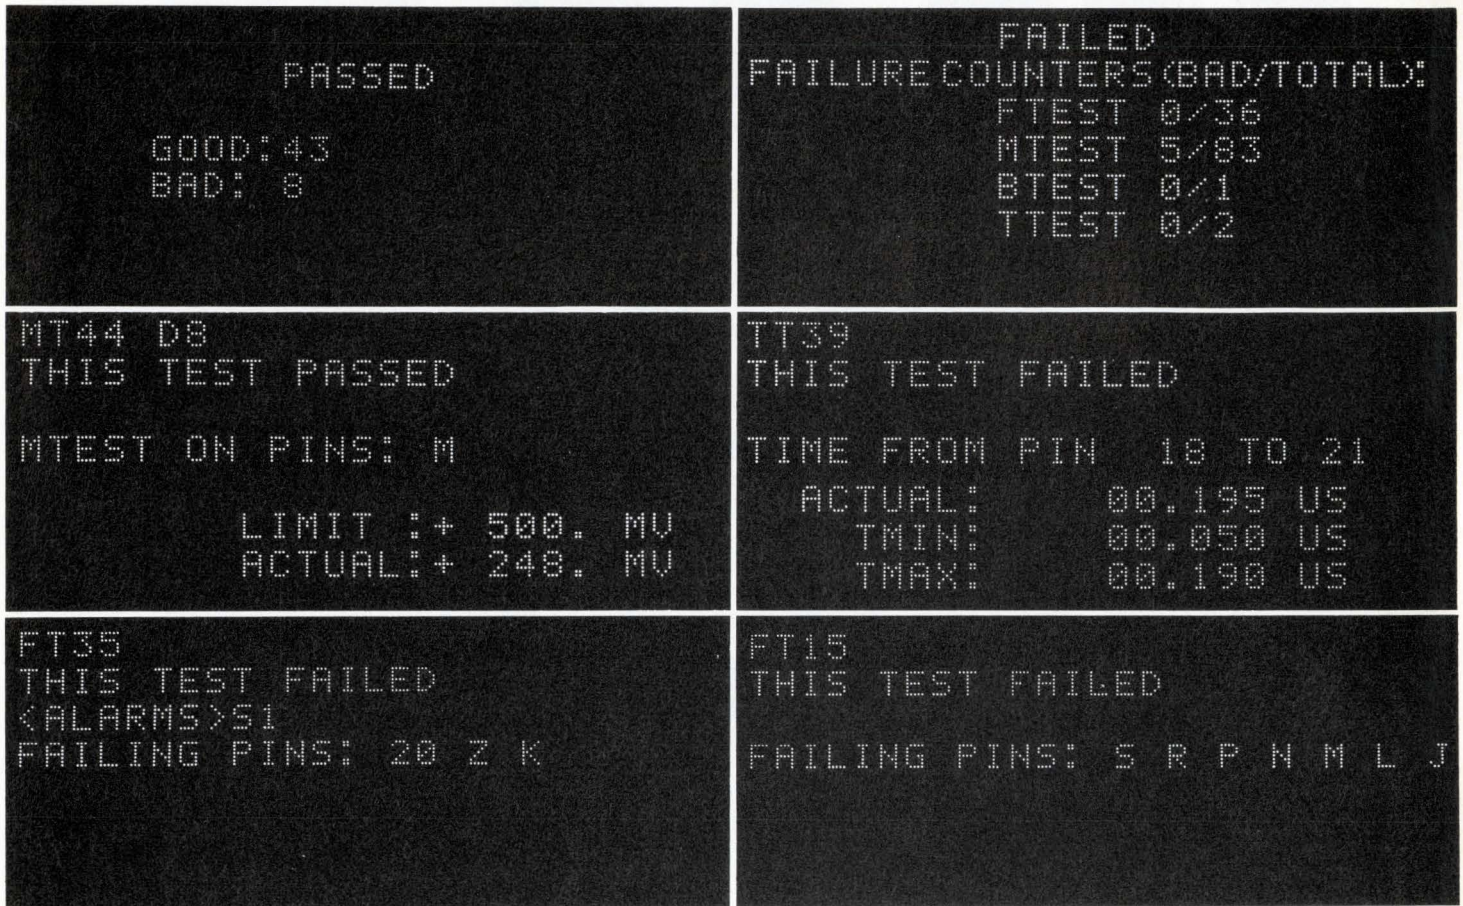 PASSED
GOOD:43
BAD: 8
FAILED
FAILURE COUNTERS (BAD/TOTAL):
FTEST 0/36
MTEST 5/83
BTEST 0/1
TTEST 0/2
MT44 D8
THIS TEST PASSED
MTEST ON PINS: M
LIMIT :+ 500. MV
ACTUAL:+ 248. MV
TT39
THIS TEST FAILED
TIME FROM PIN 18 TO 21
ACTUAL: 00.195 US
TMIN: 00.050 US
TMAX: 00.190 US
FT35
THIS TEST FAILED
<ALARMS>S1
FAILING PINS: 20 Z K
FT15
THIS TEST FAILED
FAILING PINS: S R P N M L J